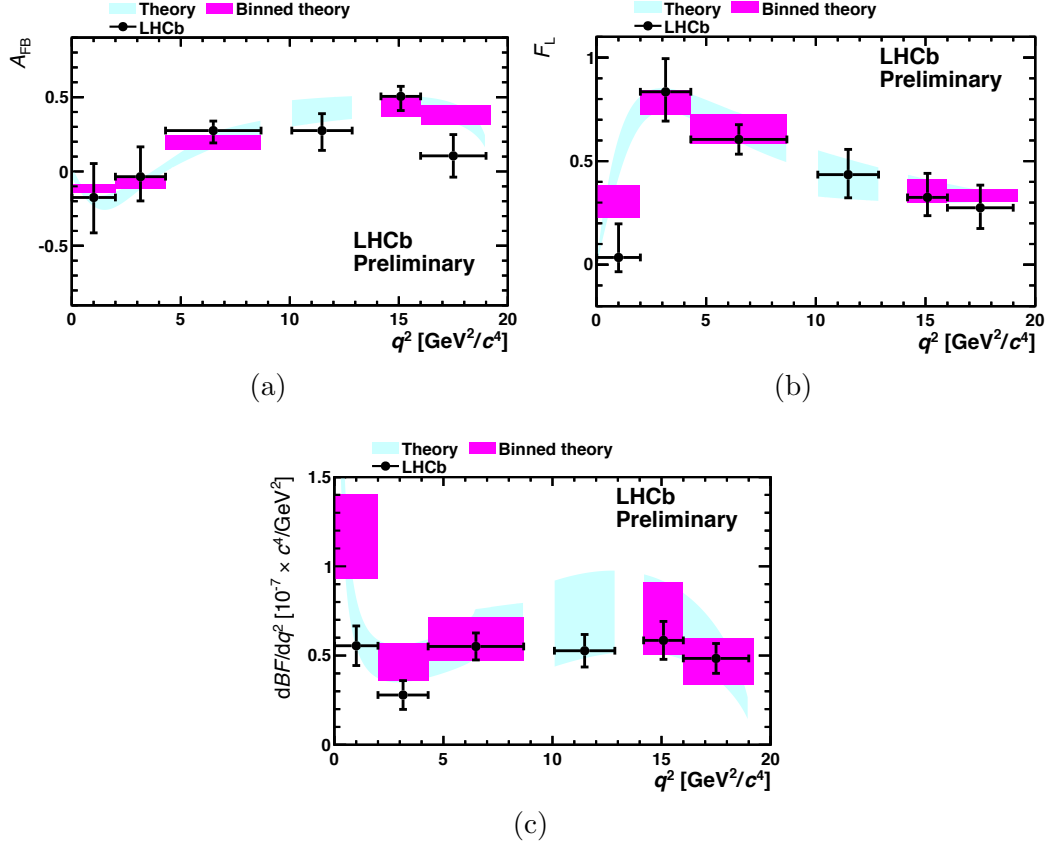 Theory Binned theory
LHCb
A_FB
0.5
0
-0.5
LHCb
Preliminary
0 5 10 15 20
q² [GeV²/c⁴]
(a)
Theory Binned theory
LHCb
F_L
1
0.5
0
LHCb
Preliminary
0 5 10 15 20
q² [GeV²/c⁴]
(b)
Theory Binned theory
LHCb
dBF/dq² [10⁻⁷ × c⁴/GeV²]
1.5
1
0.5
0
LHCb
Preliminary
0 5 10 15 20
q² [GeV²/c⁴]
(c)